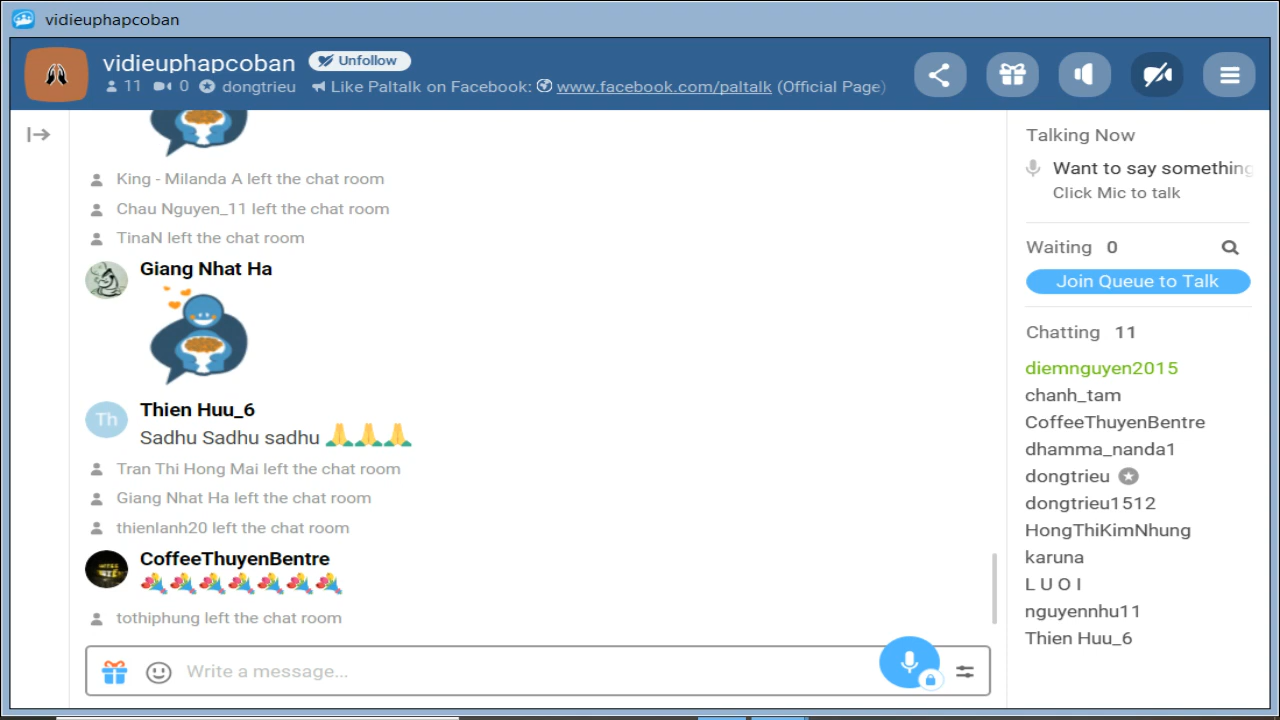 vidieuphapcoban
vidieuphapcoban Unfollow
11 0 dongtrieu Like Paltalk on Facebook: www.facebook.com/paltalk (Official Page)
King - Milanda A left the chat room
Chau Nguyen_11 left the chat room
TinaN left the chat room
Giang Nhat Ha
Th
Thien Huu_6
Sadhu Sadhu sadhu 🙏🙏🙏
Tran Thi Hong Mai left the chat room
Giang Nhat Ha left the chat room
thienlanh20 left the chat room
CoffeeThuyenBentre
💐💐💐💐💐💐💐
tothiphung left the chat room
Write a message...
Talking Now
Want to say something
Click Mic to talk
Waiting 0
Join Queue to Talk
Chatting 11
diemnguyen2015
chanh_tam
CoffeeThuyenBentre
dhamma_nanda1
dongtrieu
dongtrieu1512
HongThiKimNhung
karuna
L U O I
nguyennhu11
Thien Huu_6